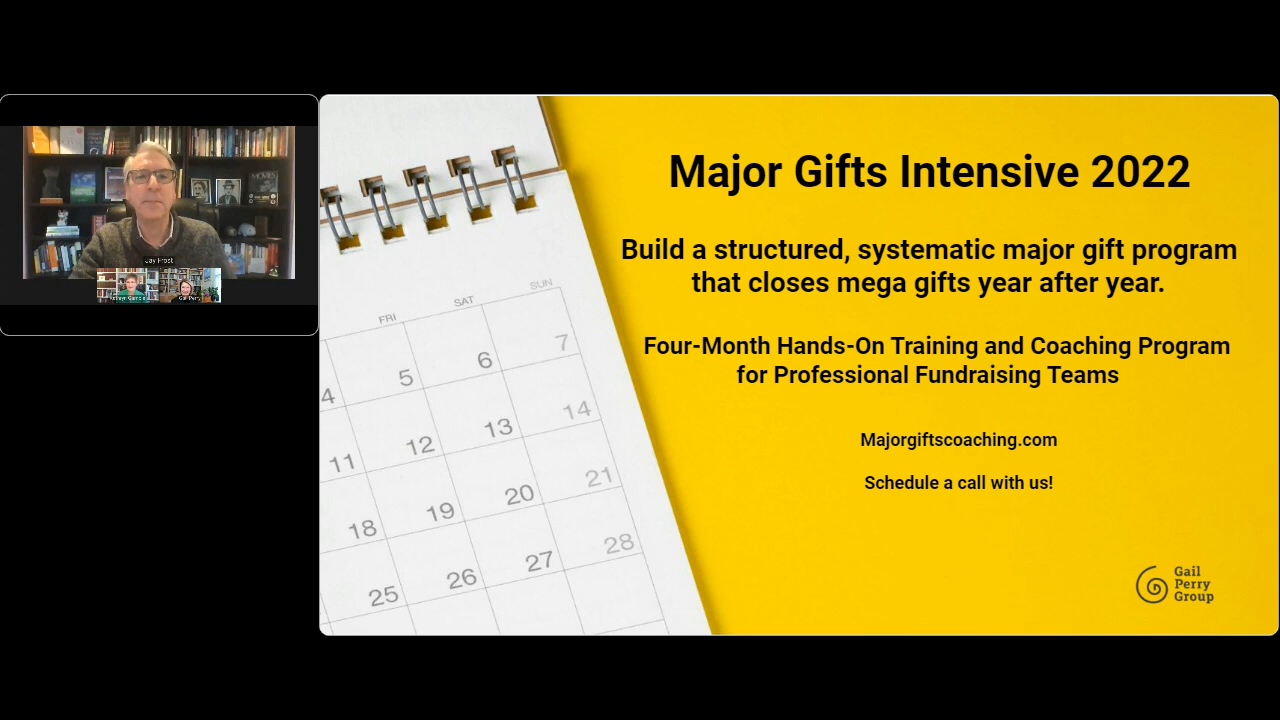 MOVIES
Jay Frost
Gail Perry
Major Gifts Intensive 2022
Build a structured, systematic major gift program
that closes mega gifts year after year.
Four-Month Hands-On Training and Coaching Program
for Professional Fundraising Teams
Majorgiftscoaching.com
Schedule a call with us!
FRI SAT SUN
4 5 6 7
11 12 13 14
18 19 20 21
25 26 27 28
Gail
Perry
Group